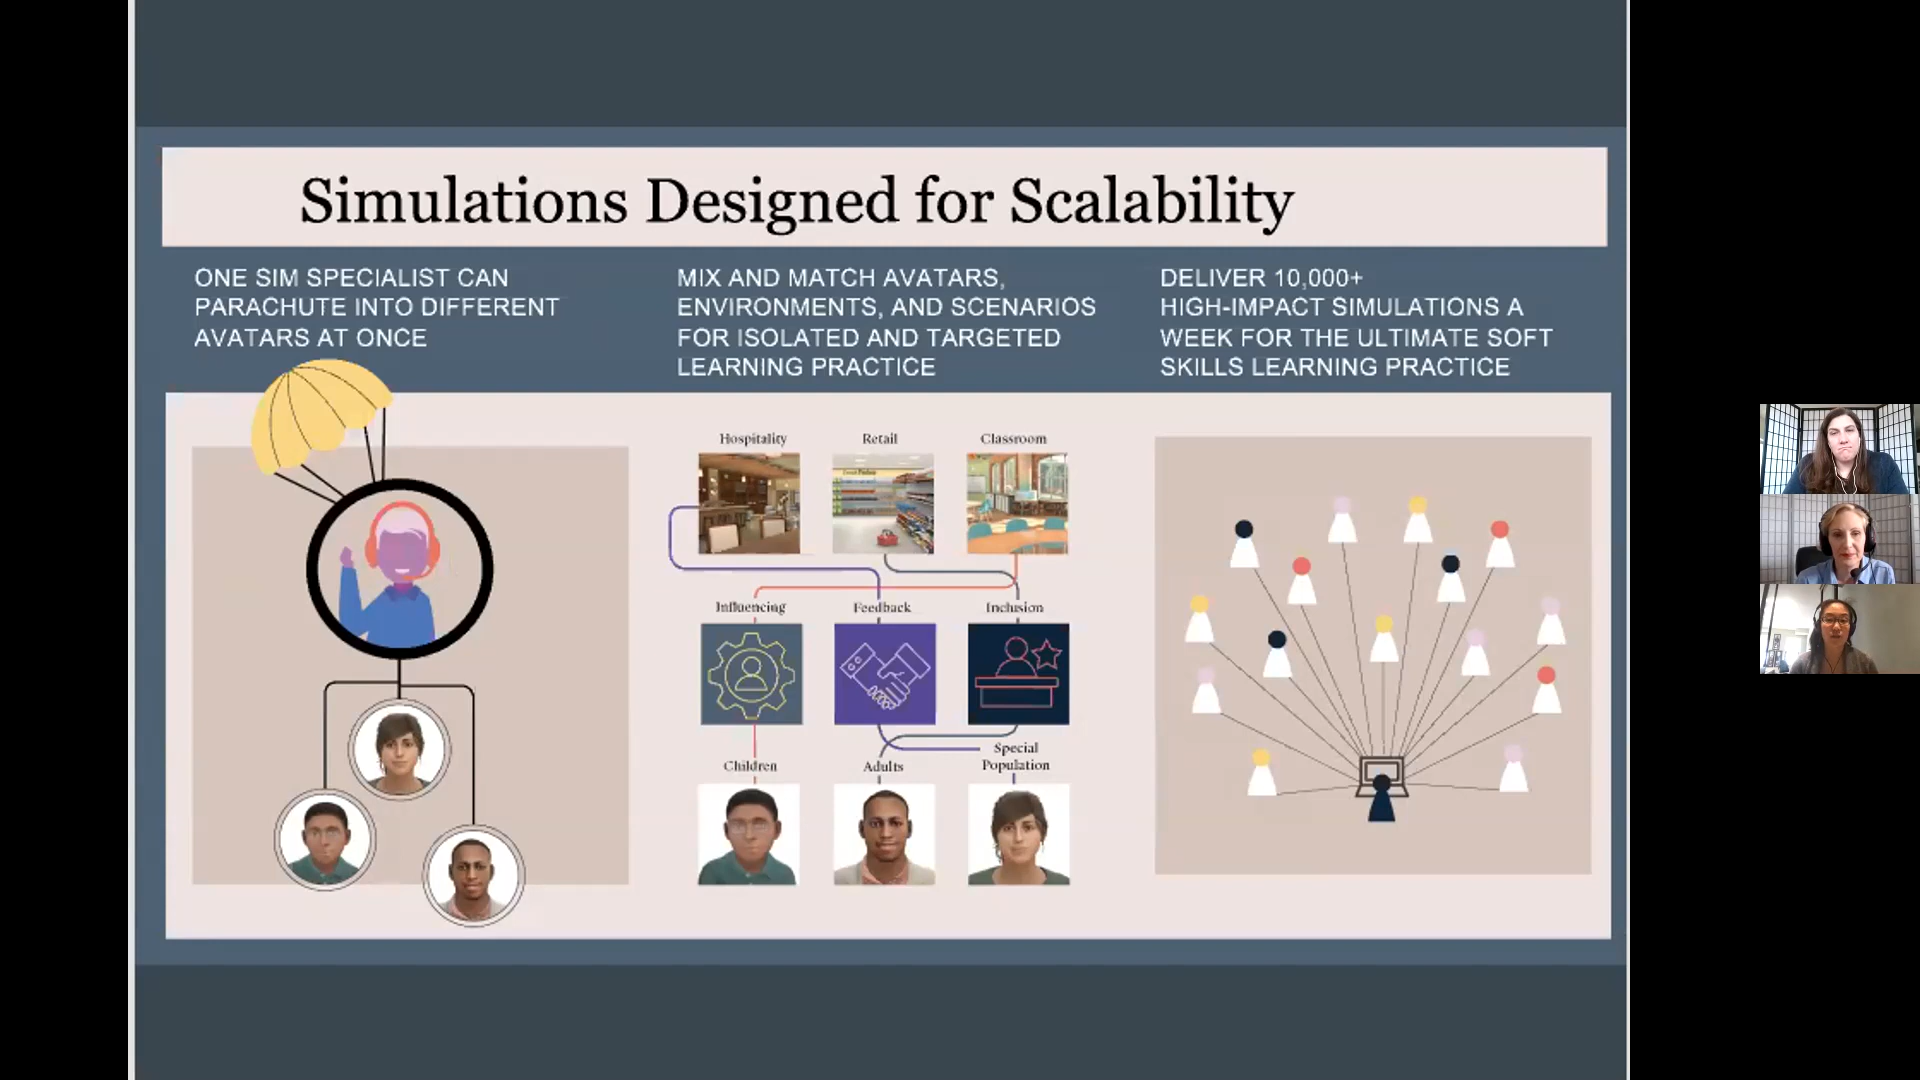 Simulations Designed for Scalability
ONE SIM SPECIALIST CAN
PARACHUTE INTO DIFFERENT
AVATARS AT ONCE
MIX AND MATCH AVATARS,
ENVIRONMENTS, AND SCENARIOS
FOR ISOLATED AND TARGETED
LEARNING PRACTICE
DELIVER 10,000+
HIGH-IMPACT SIMULATIONS A
WEEK FOR THE ULTIMATE SOFT
SKILLS LEARNING PRACTICE
Hospitality
Retail
Classroom
Influencing
Feedback
Inclusion
Children
Adults
Special
Population